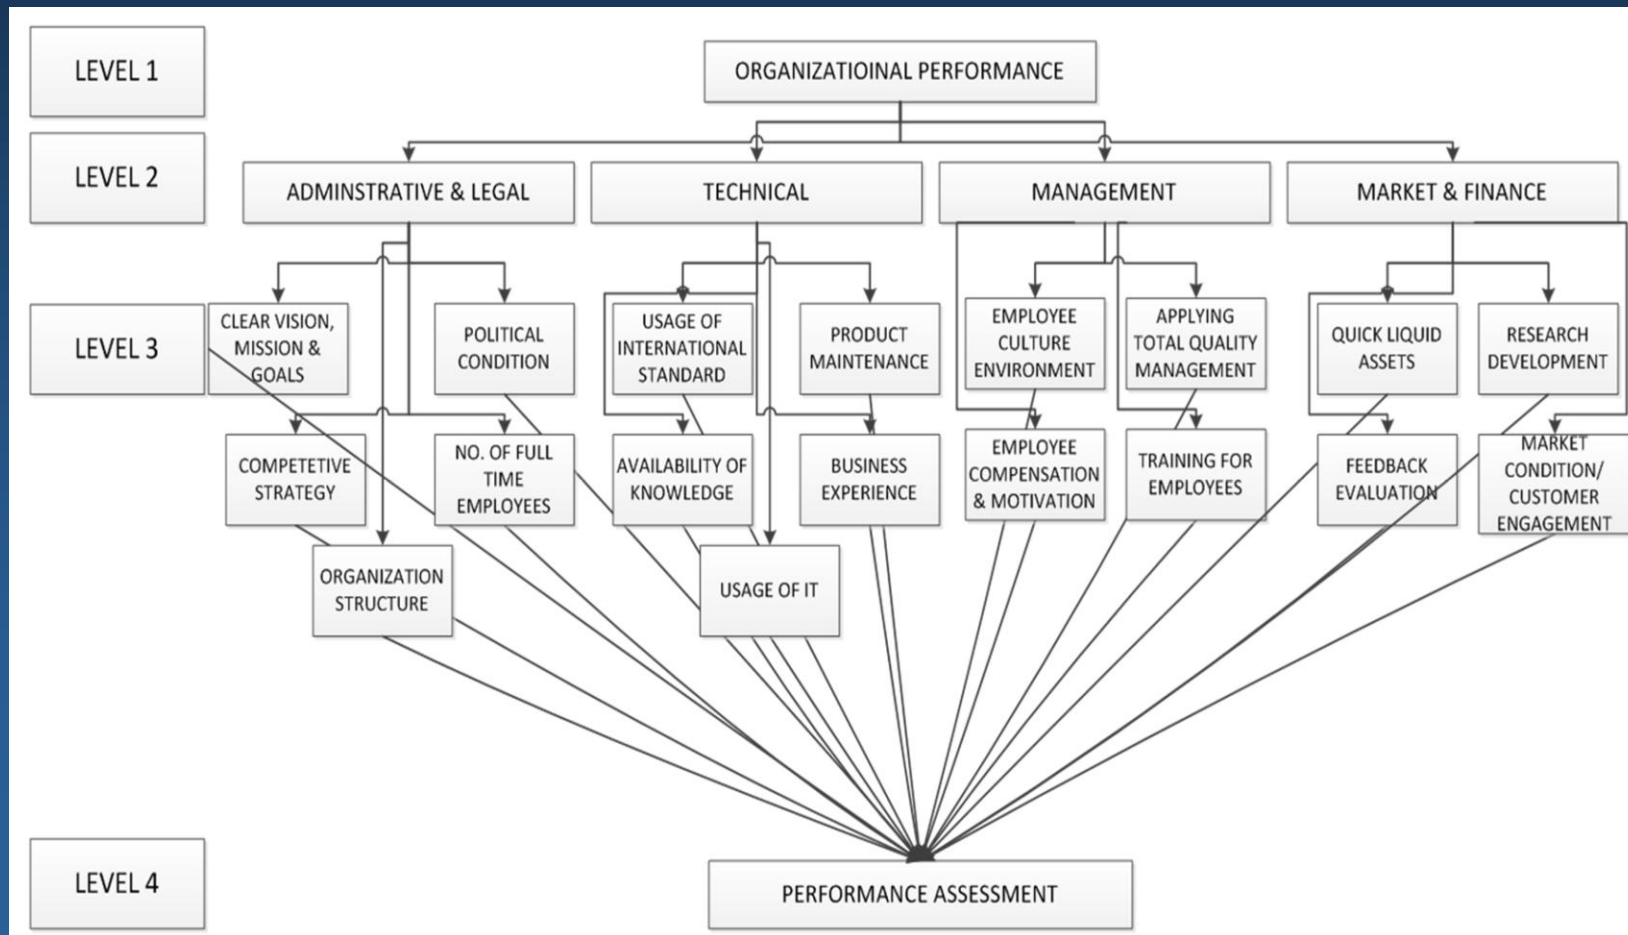 LEVEL 1
ORGANIZATIOINAL PERFORMANCE
LEVEL 2
ADMINSTRATIVE & LEGAL
TECHNICAL
MANAGEMENT
MARKET & FINANCE
LEVEL 3
CLEAR VISION,
MISSION &
GOALS
POLITICAL
CONDITION
USAGE OF
INTERNATIONAL
STANDARD
PRODUCT
MAINTENANCE
EMPLOYEE
CULTURE
ENVIRONMENT
APPLYING
TOTAL QUALITY
MANAGEMENT
QUICK LIQUID
ASSETS
RESEARCH
DEVELOPMENT
COMPETETIVE
STRATEGY
NO. OF FULL
TIME
EMPLOYEES
AVAILABILITY OF
KNOWLEDGE
BUSINESS
EXPERIENCE
EMPLOYEE
COMPENSATION
& MOTIVATION
TRAINING FOR
EMPLOYEES
FEEDBACK
EVALUATION
MARKET
CONDITION/
CUSTOMER
ENGAGEMENT
ORGANIZATION
STRUCTURE
USAGE OF IT
LEVEL 4
PERFORMANCE ASSESSMENT